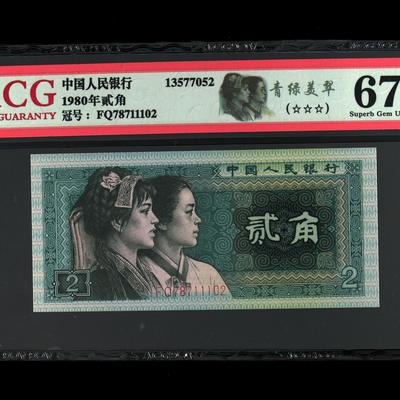 ACG
GUARANTY
中国人民银行
1980年贰角
冠号: FQ78711102
13577052
青绿美翠
(☆☆☆)
67
Superb Gem U
中国人民银行
贰角
2
FQ78711102
2